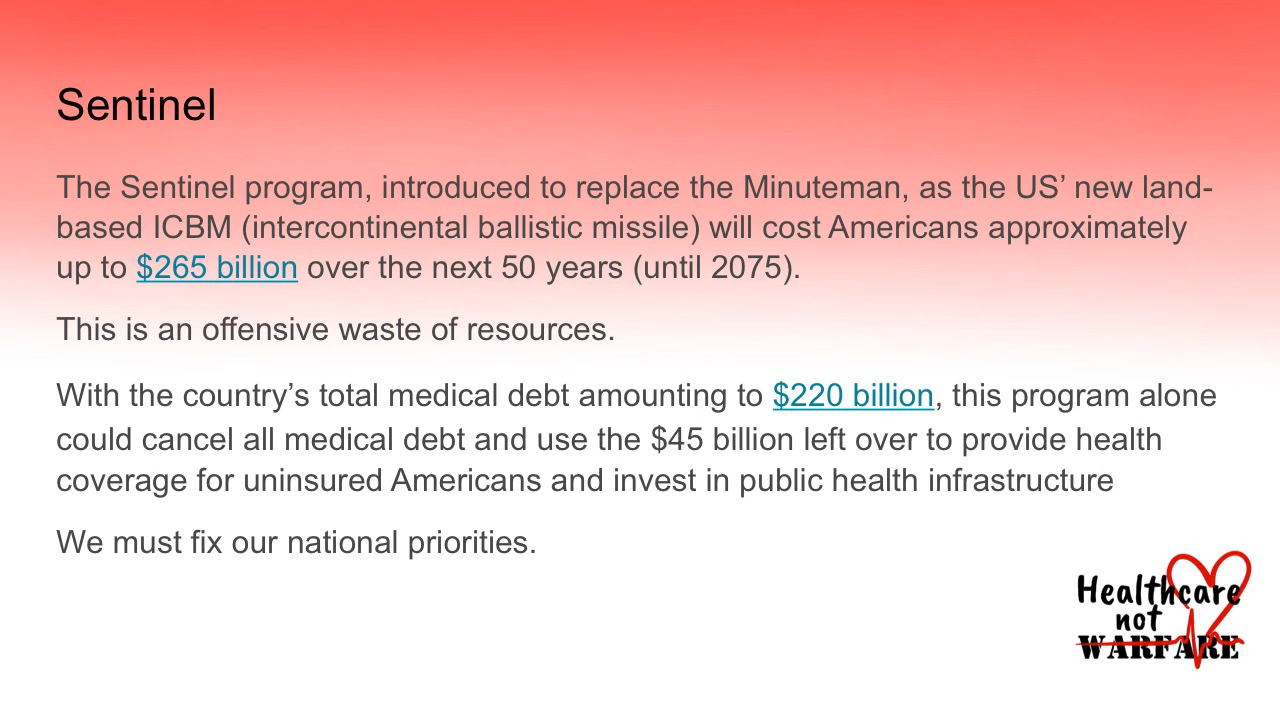 Sentinel
The Sentinel program, introduced to replace the Minuteman, as the US’ new land-
based ICBM (intercontinental ballistic missile) will cost Americans approximately
up to $265 billion over the next 50 years (until 2075).
This is an offensive waste of resources.
With the country’s total medical debt amounting to $220 billion, this program alone
could cancel all medical debt and use the $45 billion left over to provide health
coverage for uninsured Americans and invest in public health infrastructure
We must fix our national priorities.
Healthcare
not
WARFARE